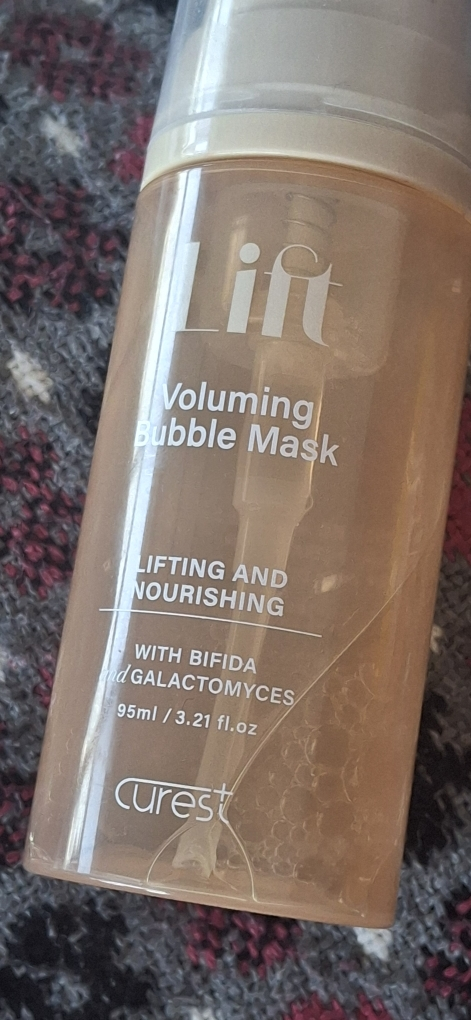 Lift
Voluming
Bubble Mask
LIFTING AND
NOURISHING
WITH BIFIDA
and GALACTOMYCES
95ml / 3.21 fl.oz
curest